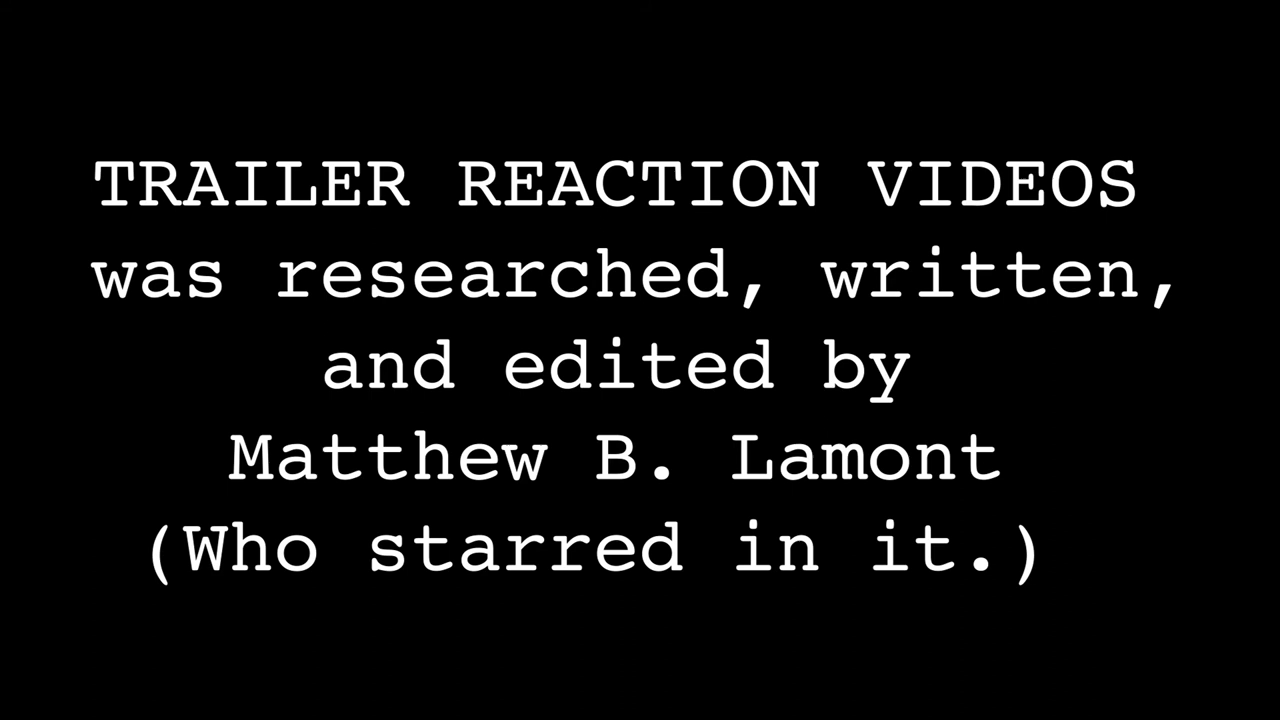 TRAILER REACTION VIDEOS
was researched, written,
and edited by
Matthew B. Lamont
(Who starred in it.)